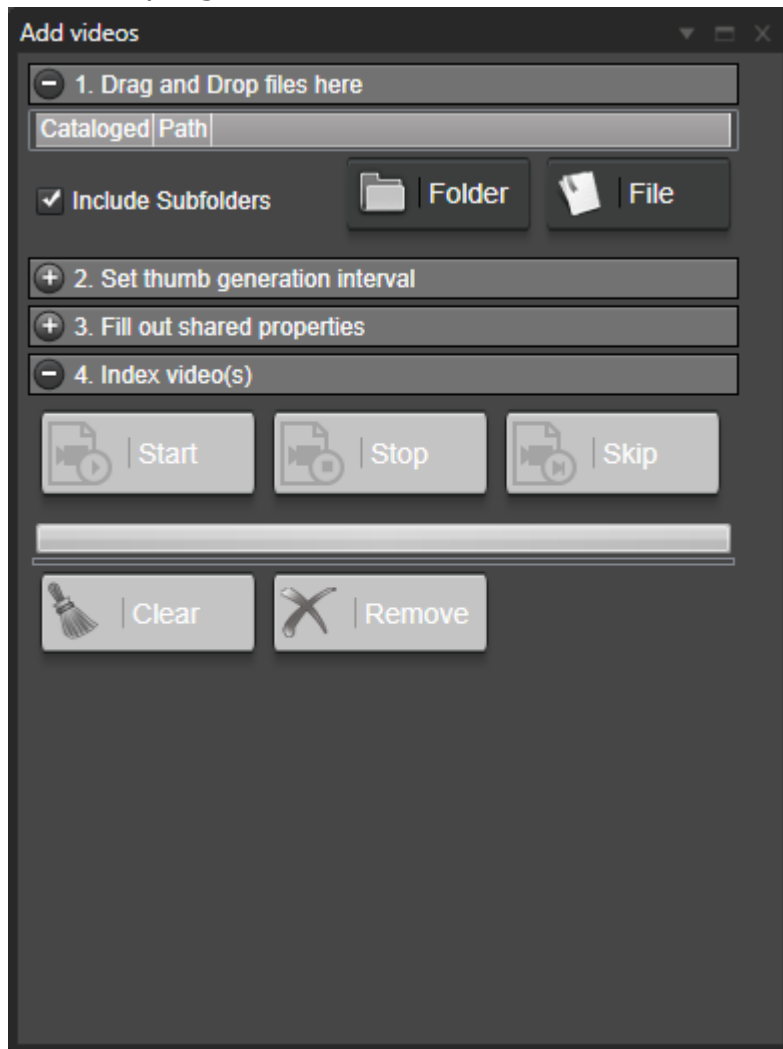 Add videos
1. Drag and Drop files here
Cataloged Path
Include Subfolders Folder File
2. Set thumb generation interval
3. Fill out shared properties
4. Index video(s)
Start Stop Skip
Clear Remove